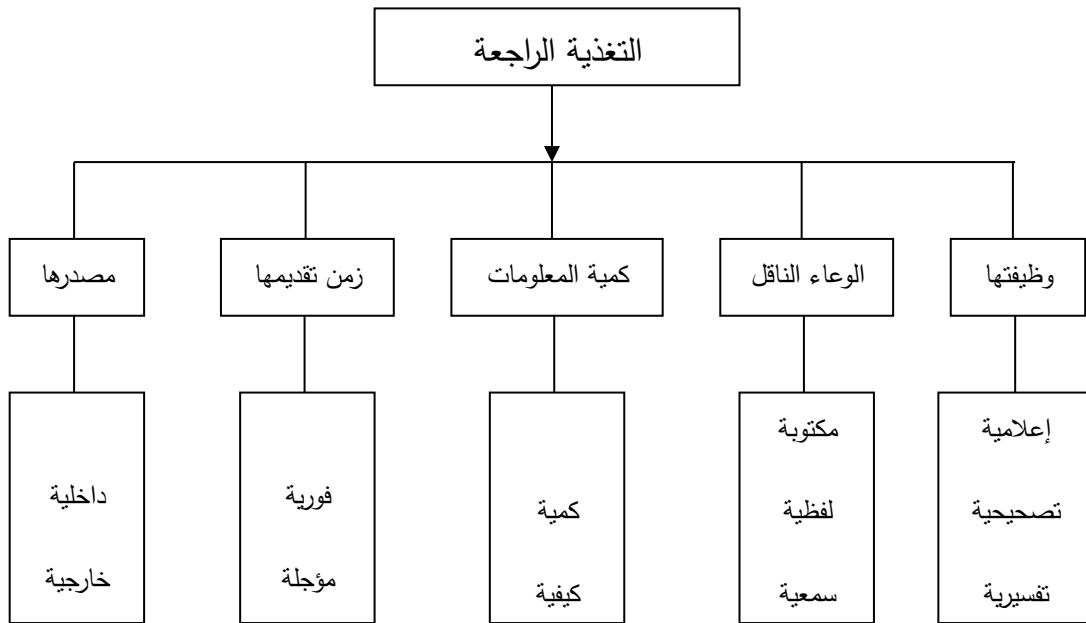 التغذية الراجعة
وظيفتها
الوعاء الناقل
كمية المعلومات
زمن تقديمها
مصدرها
إعلامية
تصحيحية
تفسيرية
مكتوبة
لفظية
سمعية
كمية
كيفية
فورية
مؤجلة
داخلية
خارجية